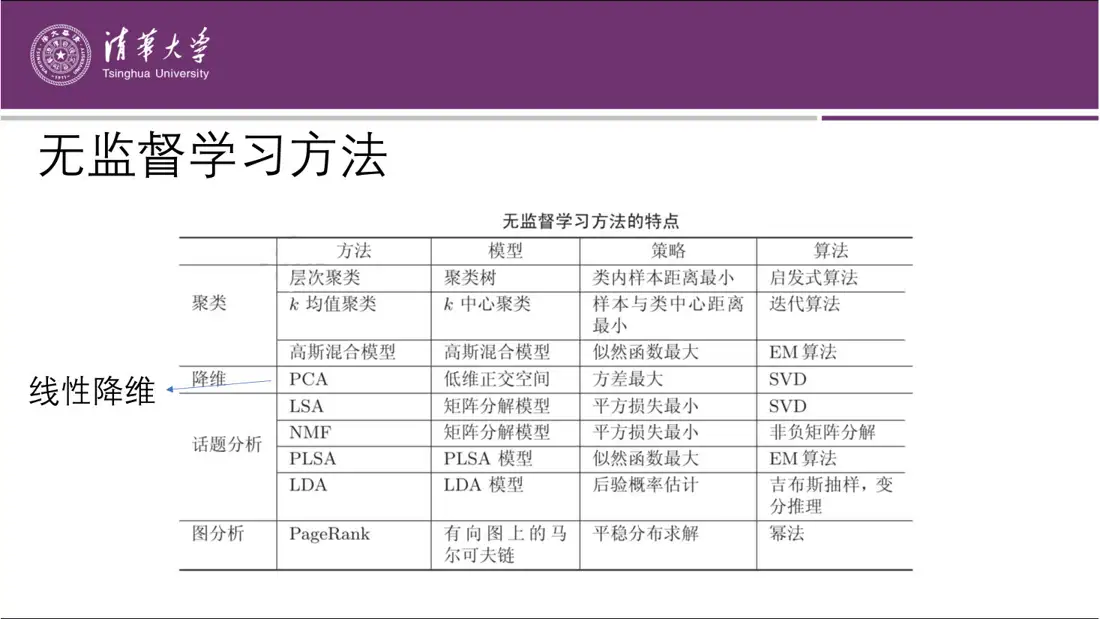 清华大学
Tsinghua University
无监督学习方法
无监督学习方法的特点
方法 模型 策略 算法
聚类 层次聚类 聚类树 类内样本距离最小 启发式算法
k 均值聚类 k 中心聚类 样本与类中心距离最小 迭代算法
高斯混合模型 高斯混合模型 似然函数最大 EM 算法
线性降维
降维 PCA 低维正交空间 方差最大 SVD
话题分析 LSA 矩阵分解模型 平方损失最小 SVD
NMF 矩阵分解模型 平方损失最小 非负矩阵分解
PLSA PLSA 模型 似然函数最大 EM 算法
LDA LDA 模型 后验概率估计 吉布斯抽样，变分推理
图分析 PageRank 有向图上的马尔可夫链 平稳分布求解 幂法